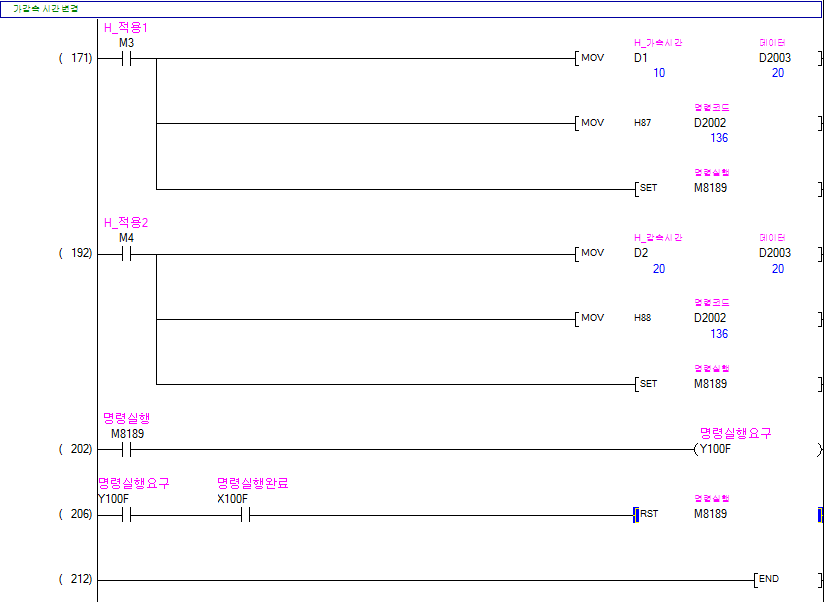 가감속 시간 변경
H_적용1
M3
H_가속시간 데이터
( 171) MOV D1 D2003
10 20
명령코드
MOV H87 D2002
136
명령실행
SET M8189
H_적용2
M4
H_감속시간 데이터
( 192) MOV D2 D2003
20 20
명령코드
MOV H88 D2002
136
명령실행
SET M8189
명령실행
M8189 명령실행요구
( 202) Y100F
명령실행요구 명령실행완료
Y100F X100F 명령실행
( 206) RST M8189
( 212) END